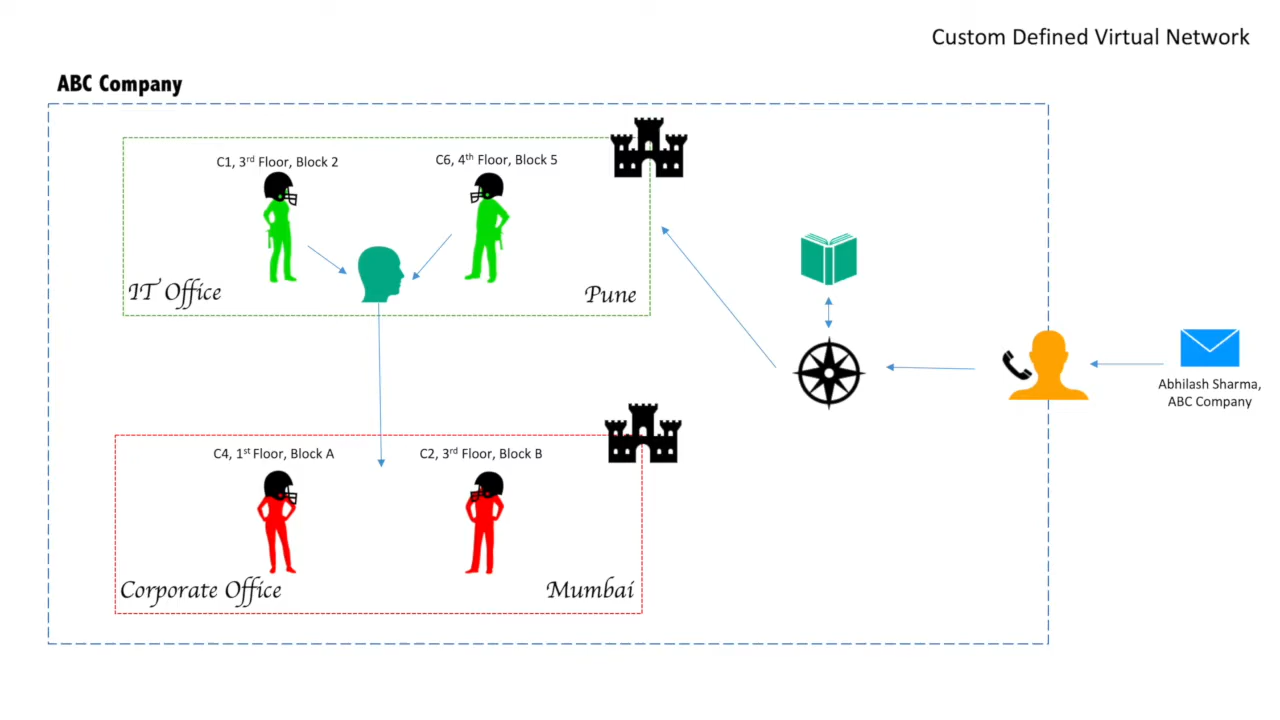 Custom Defined Virtual Network
ABC Company
C1, 3rd Floor, Block 2
C6, 4th Floor, Block 5
IT Office
Pune
Abhilash Sharma,
ABC Company
C4, 1st Floor, Block A
C2, 3rd Floor, Block B
Corporate Office
Mumbai